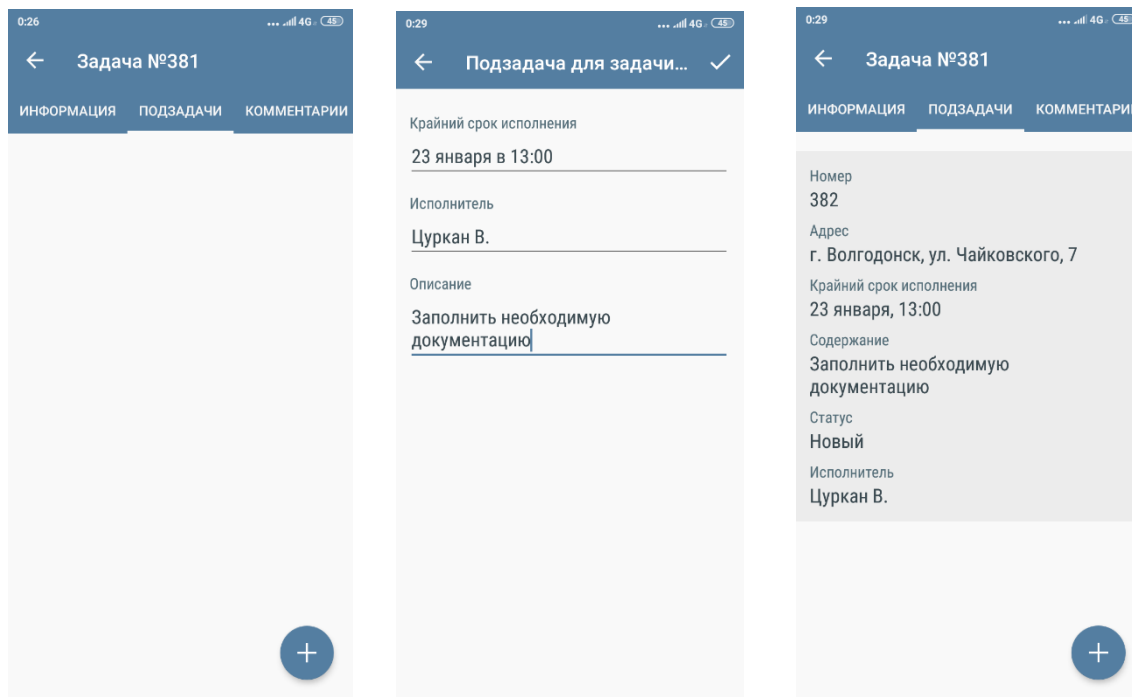 0:26
4G 45
Задача №381
ИНФОРМАЦИЯ ПОДЗАДАЧИ КОММЕНТАРИИ
0:29
4G 45
Подзадача для задачи...
Крайний срок исполнения
23 января в 13:00
Исполнитель
Цуркан В.
Описание
Заполнить необходимую
документацию
0:29
4G 45
Задача №381
ИНФОРМАЦИЯ ПОДЗАДАЧИ КОММЕНТАРИИ
Номер
382
Адрес
г. Волгодонск, ул. Чайковского, 7
Крайний срок исполнения
23 января, 13:00
Содержание
Заполнить необходимую
документацию
Статус
Новый
Исполнитель
Цуркан В.